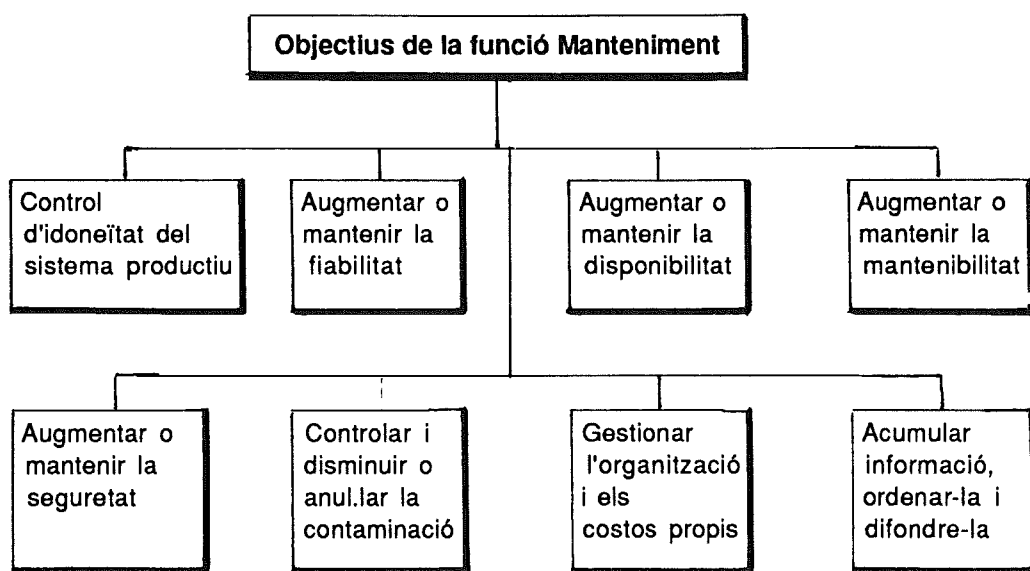 Objectius de la funció Manteniment
Control
d'idoneïtat del
sistema productiu
Augmentar o
mantenir la
fiabilitat
Augmentar o
mantenir la
disponibilitat
Augmentar o
mantenir la
mantenibilitat
Augmentar o
mantenir la
seguretat
Controlar i
disminuir o
anul.lar la
contaminació
Gestionar
l'organització
i els
costos propis
Acumular
informació,
ordenar-la i
difondre-la